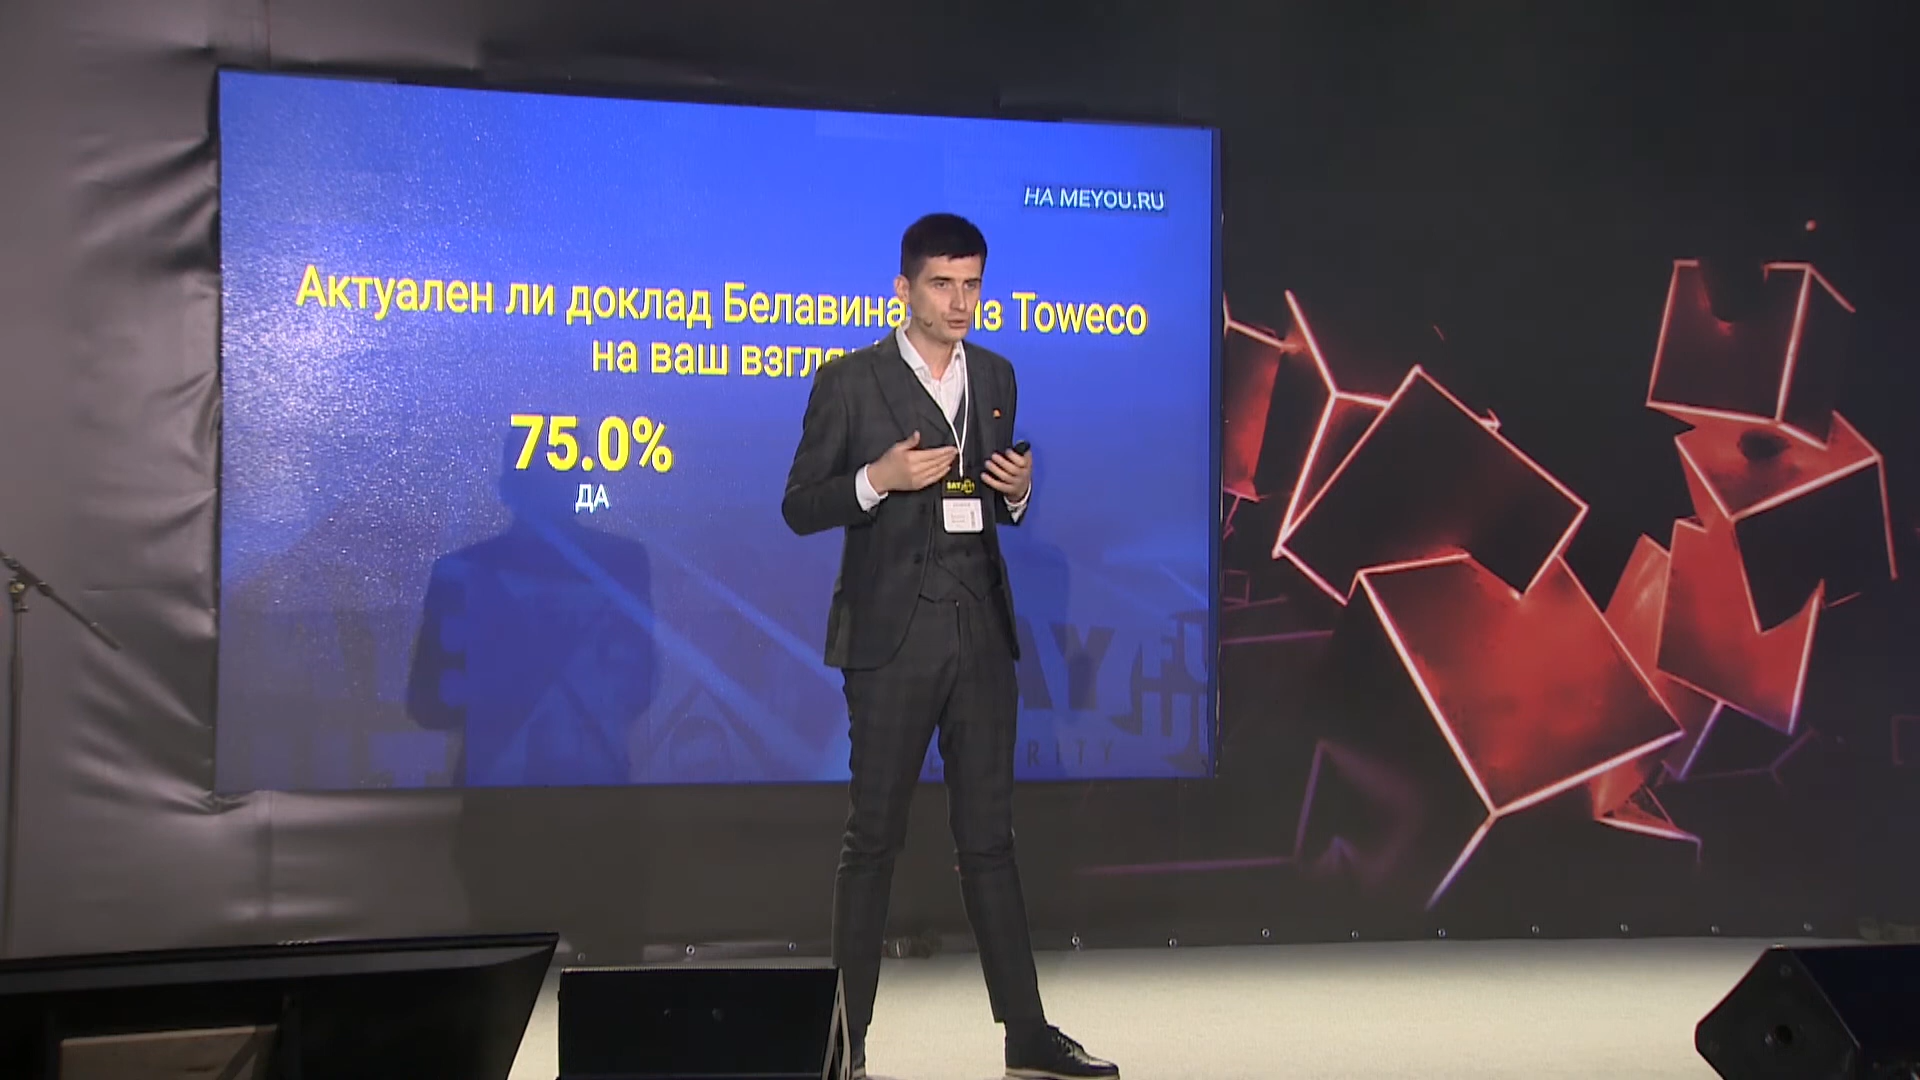 НА MEYOU.RU
Актуален ли доклад Белавина из Toweco
на ваш
75.0%
ДА